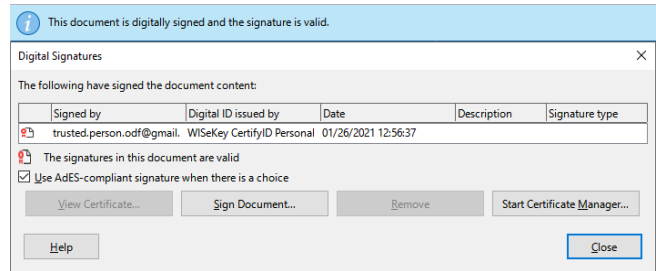 This document is digitally signed and the signature is valid.
Digital Signatures
The following have signed the document content:
Signed by Digital ID issued by Date Description Signature type
trusted.person.odf@gmail. WISeKey CertifyID Personal 01/26/2021 12:56:37
The signatures in this document are valid
Use AdES-compliant signature when there is a choice
View Certificate... Sign Document... Remove Start Certificate Manager...
Help Close